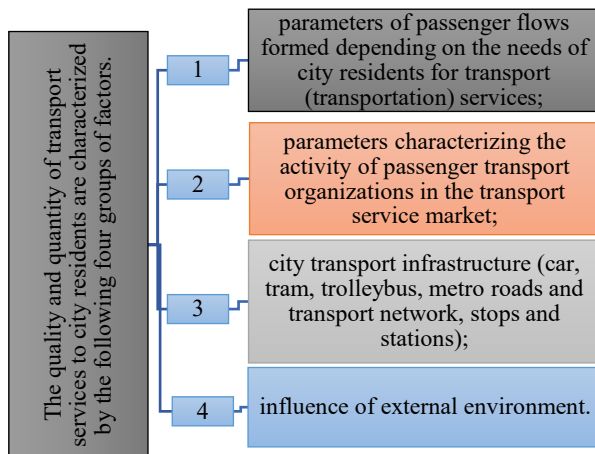 The quality and quantity of transport
services to city residents are characterized
by the following four groups of factors.
1
parameters of passenger flows
formed depending on the needs of
city residents for transport
(transportation) services;
2
parameters characterizing the
activity of passenger transport
organizations in the transport
service market;
3
city transport infrastructure (car,
tram, trolleybus, metro roads and
transport network, stops and
stations);
4
influence of external environment.